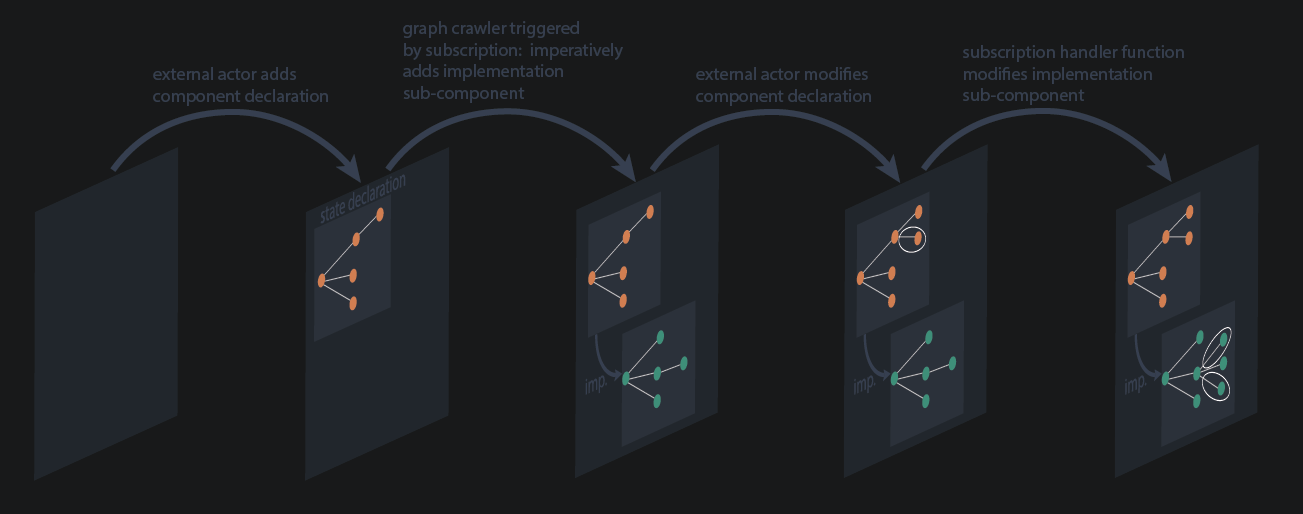 external actor adds
component declaration
graph crawler triggered
by subscription: imperatively
adds implementation
sub-component
external actor modifies
component declaration
subscription handler function
modifies implementation
sub-component
state declaration
imp.
imp.
imp.